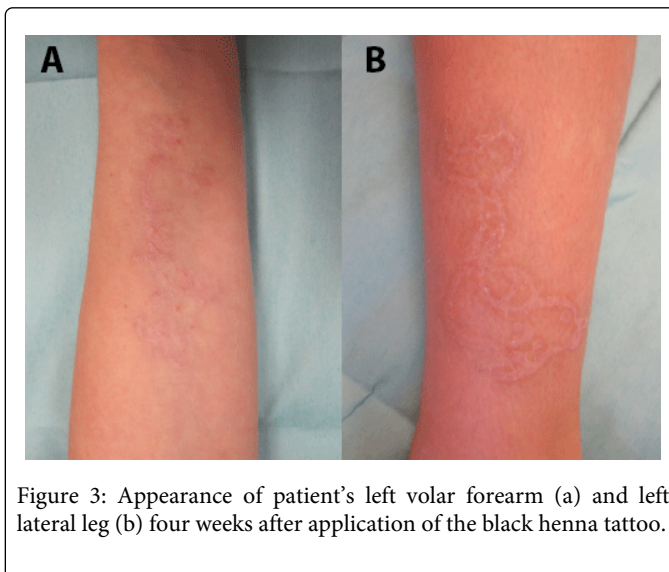 A B
Figure 3: Appearance of patient's left volar forearm (a) and left
lateral leg (b) four weeks after application of the black henna tattoo.